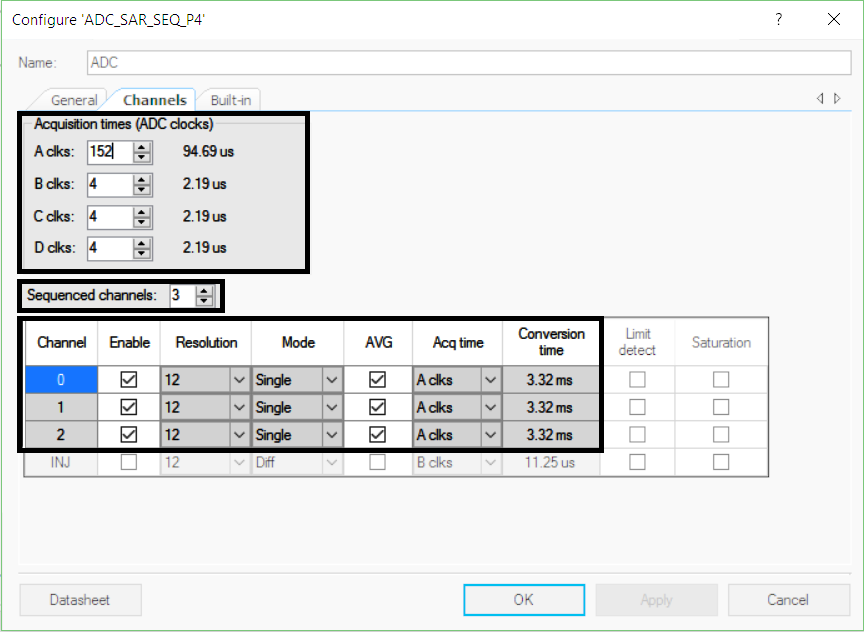 Configure 'ADC_SAR_SEQ_P4' ?
Name: ADC
General Channels Built-in
Acquisition times (ADC clocks)
A clks: 152 94.69 us
B clks: 4 2.19 us
C clks: 4 2.19 us
D clks: 4 2.19 us
Sequenced channels: 3
Channel Enable Resolution Mode AVG Acq time Conversion time Limit detect Saturation
0 12 Single A clks 3.32 ms
1 12 Single A clks 3.32 ms
2 12 Single A clks 3.32 ms
INJ 12 Diff B clks 11.25 us
Datasheet OK Apply Cancel